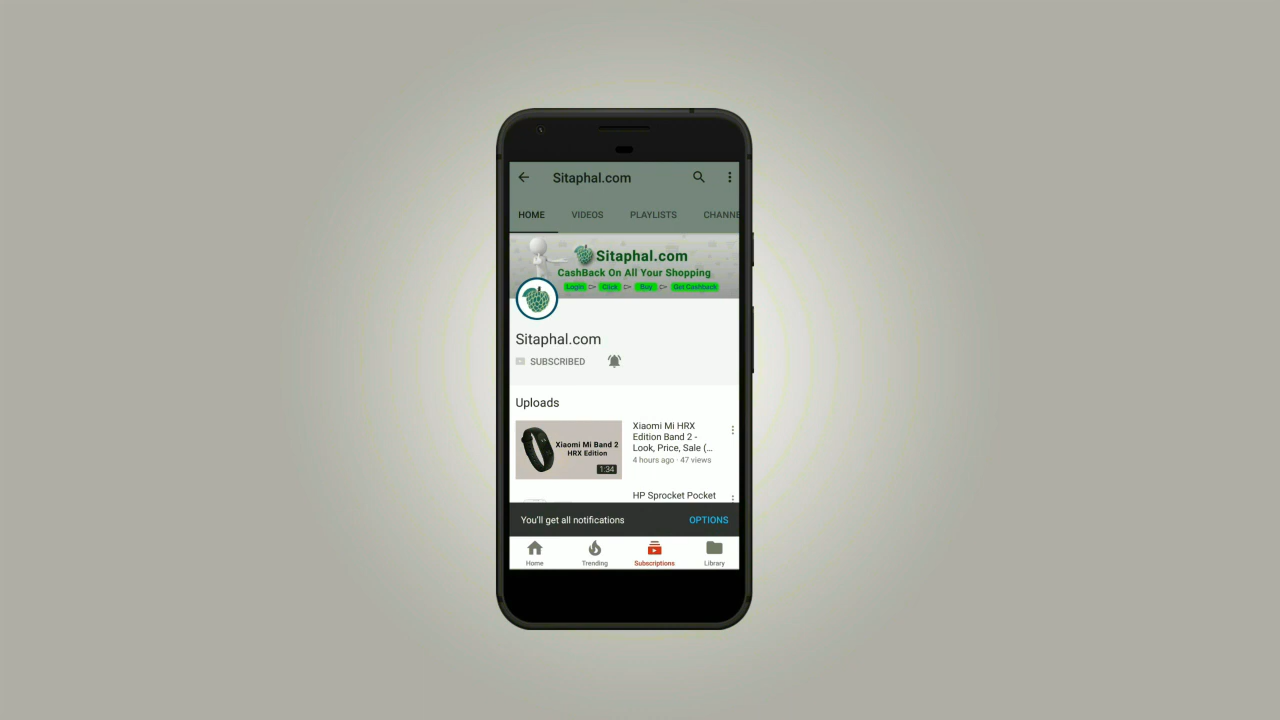 Sitaphal.com
HOME VIDEOS PLAYLISTS CHANNE
Sitaphal.com
CashBack On All Your Shopping
Login Click Buy Get Cashback
Sitaphal.com
SUBSCRIBED
Uploads
Xiaomi Mi Band 2
HRX Edition
1:34
Xiaomi Mi HRX
Edition Band 2 -
Look, Price, Sale (...
4 hours ago · 47 views
HP Sprocket Pocket
You'll get all notifications OPTIONS
Home Trending Subscriptions Library